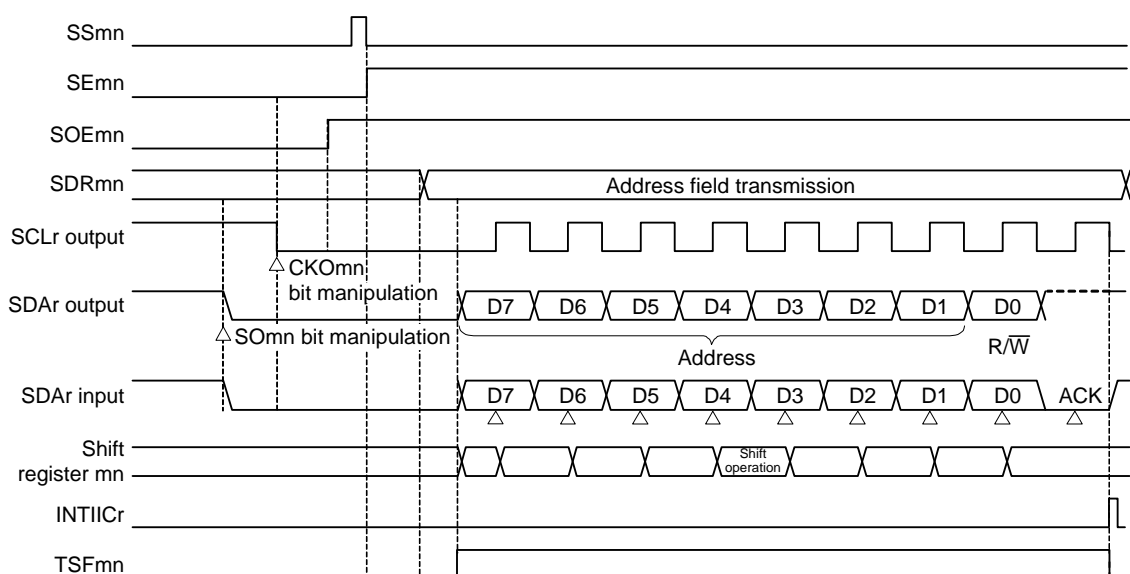 SSmn
SEmn
SOEmn
SDRmn
Address field transmission
SCLr output
CKOmn
bit manipulation
SDAr output
D7 D6 D5 D4 D3 D2 D1 D0
SOmn bit manipulation
Address
R/W̅
SDAr input
D7 D6 D5 D4 D3 D2 D1 D0 ACK
Shift
register mn
Shift
operation
INTIICr
TSFmn